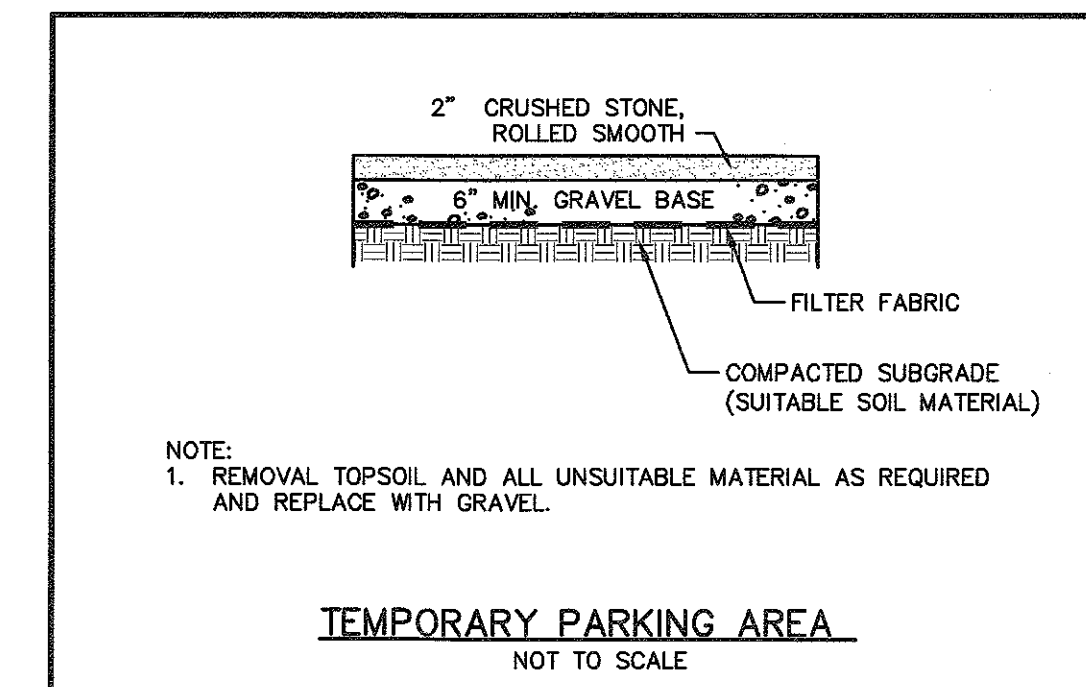 2" CRUSHED STONE,
ROLLED SMOOTH
6" MIN. GRAVEL BASE
FILTER FABRIC
COMPACTED SUBGRADE
(SUITABLE SOIL MATERIAL)
NOTE:
1. REMOVAL TOPSOIL AND ALL UNSUITABLE MATERIAL AS REQUIRED
AND REPLACE WITH GRAVEL.
TEMPORARY PARKING AREA
NOT TO SCALE